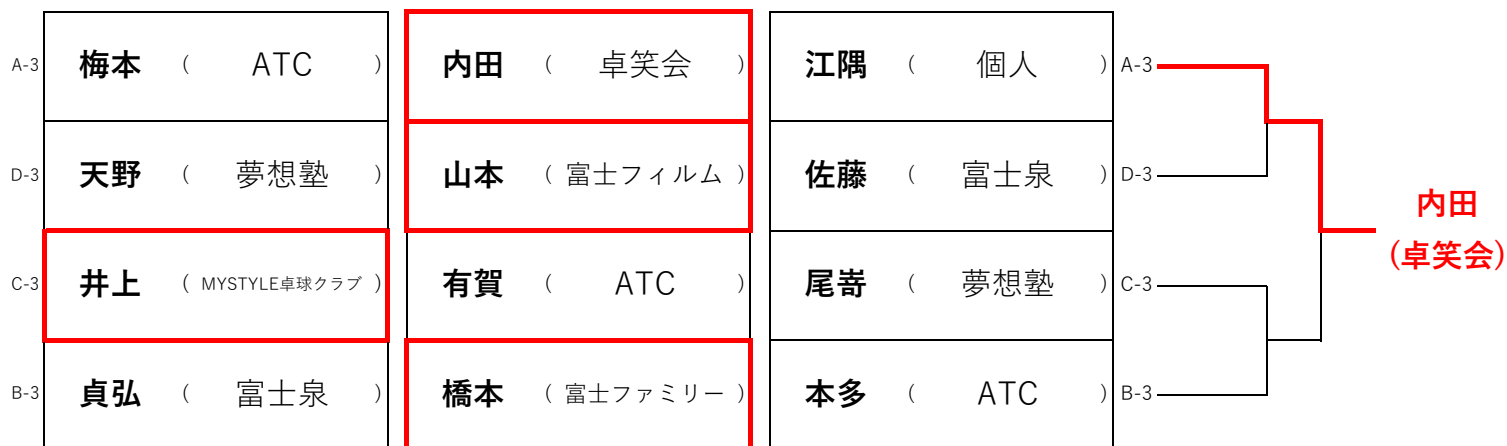 A-3 梅本 ( ATC ) 内田 ( 卓笑会 ) 江隅 ( 個人 ) A-3
D-3 天野 ( 夢想塾 ) 山本 ( 富士フィルム ) 佐藤 ( 富士泉 ) D-3
内田
(卓笑会)
C-3 井上 ( MYSTYLE卓球クラブ ) 有賀 ( ATC ) 尾嵜 ( 夢想塾 ) C-3
B-3 貞弘 ( 富士泉 ) 橋本 ( 富士ファミリー ) 本多 ( ATC ) B-3